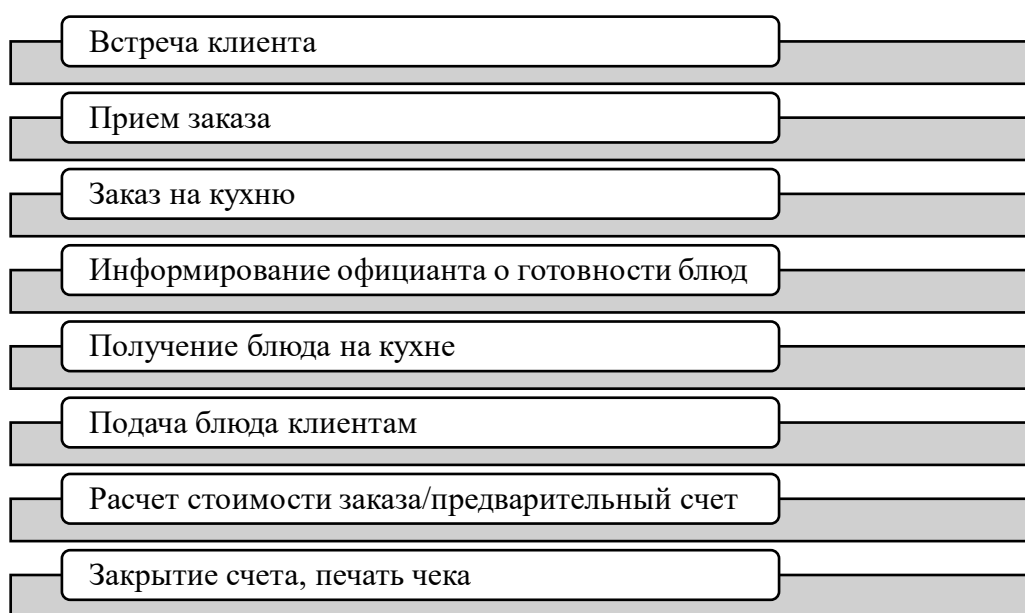 Встреча клиента
Прием заказа
Заказ на кухню
Информирование официанта о готовности блюд
Получение блюда на кухне
Подача блюда клиентам
Расчет стоимости заказа/предварительный счет
Закрытие счета, печать чека